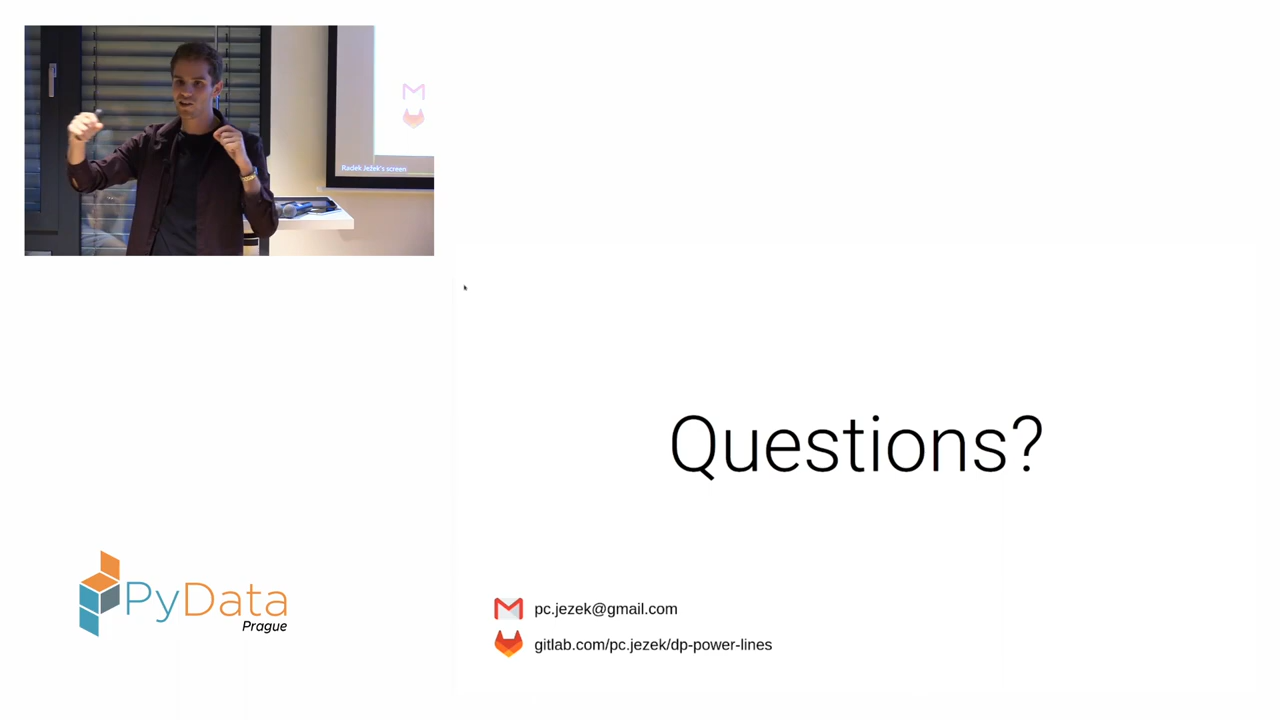 Radek Ježek's screen
Questions?
PyData
Prague
pc.jezek@gmail.com
gitlab.com/pc.jezek/dp-power-lines